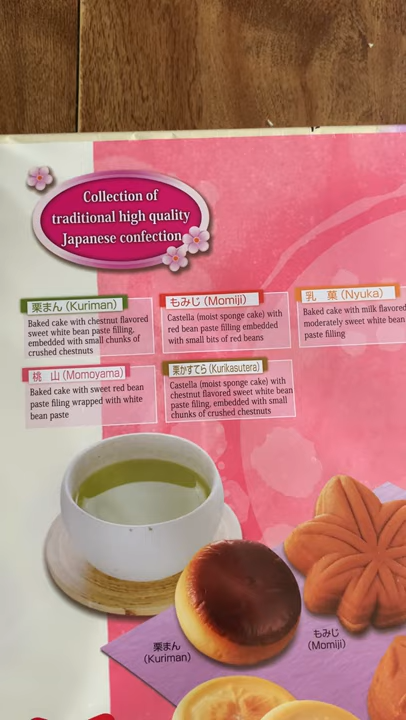 Collection of
traditional high quality
Japanese confection
栗まん (Kuriman)
Baked cake with chestnut flavored
sweet white bean paste filling,
embedded with small chunks of
crushed chestnuts
もみじ (Momiji)
Castella (moist sponge cake) with
red bean paste filling embedded
with small bits of red beans
乳 菓 (Nyuka)
Baked cake with milk flavored
moderately sweet white bean
paste filling
桃 山 (Momoyama)
Baked cake with sweet red bean
paste filing wrapped with white
bean paste
栗かすてら (Kurikasutera)
Castella (moist sponge cake) with
chestnut flavored sweet white bean
paste filling, embedded with small
chunks of crushed chestnuts
栗まん
(Kuriman)
もみじ
(Momiji)